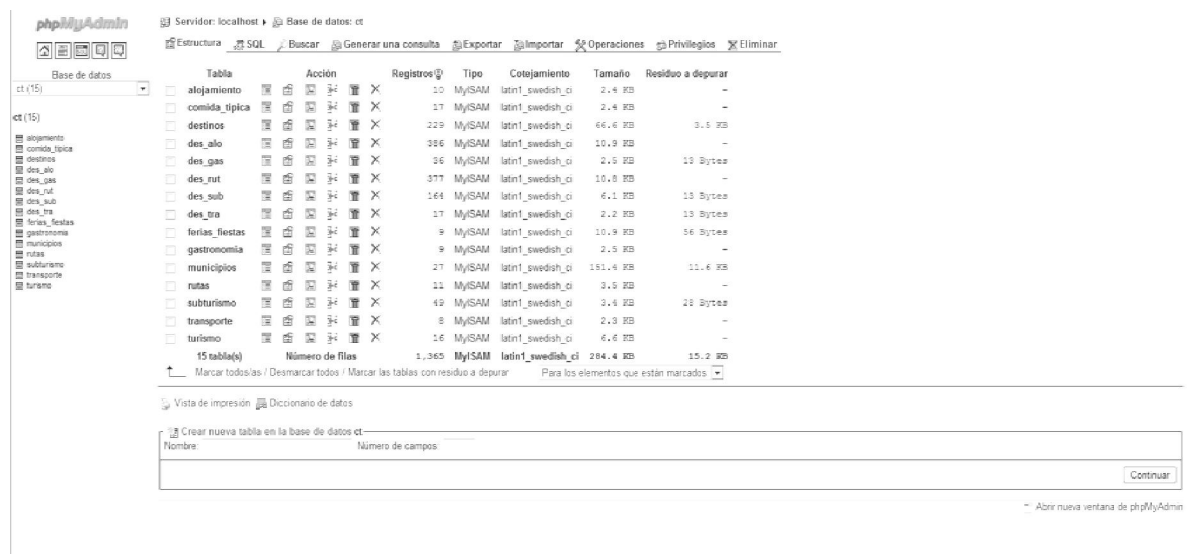 phpMyAdmin
Base de datos
ct (15)
ct (15)
alojamiento
comida_tipica
destinos
des_alo
des_gas
des_rut
des_sub
des_tra
ferias_fiestas
gastronomia
municipios
rutas
subturismo
transporte
turismo
Servidor: localhost Base de datos: ct
Estructura SQL Buscar Generar una consulta Exportar Importar Operaciones Privilegios Eliminar
Tabla Acción Registros Tipo Cotejamiento Tamaño Residuo a depurar
alojamiento 10 MyISAM latin1_swedish_ci 2.4 KB -
comida_tipica 17 MyISAM latin1_swedish_ci 2.4 KB -
destinos 229 MyISAM latin1_swedish_ci 66.6 KB 3.5 KB
des_alo 386 MyISAM latin1_swedish_ci 10.9 KB -
des_gas 36 MyISAM latin1_swedish_ci 2.5 KB 13 Bytes
des_rut 377 MyISAM latin1_swedish_ci 10.8 KB -
des_sub 164 MyISAM latin1_swedish_ci 6.1 KB 13 Bytes
des_tra 17 MyISAM latin1_swedish_ci 2.2 KB 13 Bytes
ferias_fiestas 9 MyISAM latin1_swedish_ci 10.9 KB 56 Bytes
gastronomia 9 MyISAM latin1_swedish_ci 2.5 KB -
municipios 27 MyISAM latin1_swedish_ci 151.4 KB 11.6 KB
rutas 11 MyISAM latin1_swedish_ci 3.5 KB -
subturismo 49 MyISAM latin1_swedish_ci 3.4 KB 28 Bytes
transporte 8 MyISAM latin1_swedish_ci 2.3 KB -
turismo 16 MyISAM latin1_swedish_ci 6.6 KB -
15 tabla(s) Número de filas 1,365 MyISAM latin1_swedish_ci 284.4 KB 15.2 KB
Marcar todos/as / Desmarcar todos / Marcar las tablas con residuo a depurar Para los elementos que están marcados
Vista de impresión Diccionario de datos
Crear nueva tabla en la base de datos ct
Nombre: Número de campos:
Continuar
Abrir nueva ventana de phpMyAdmin